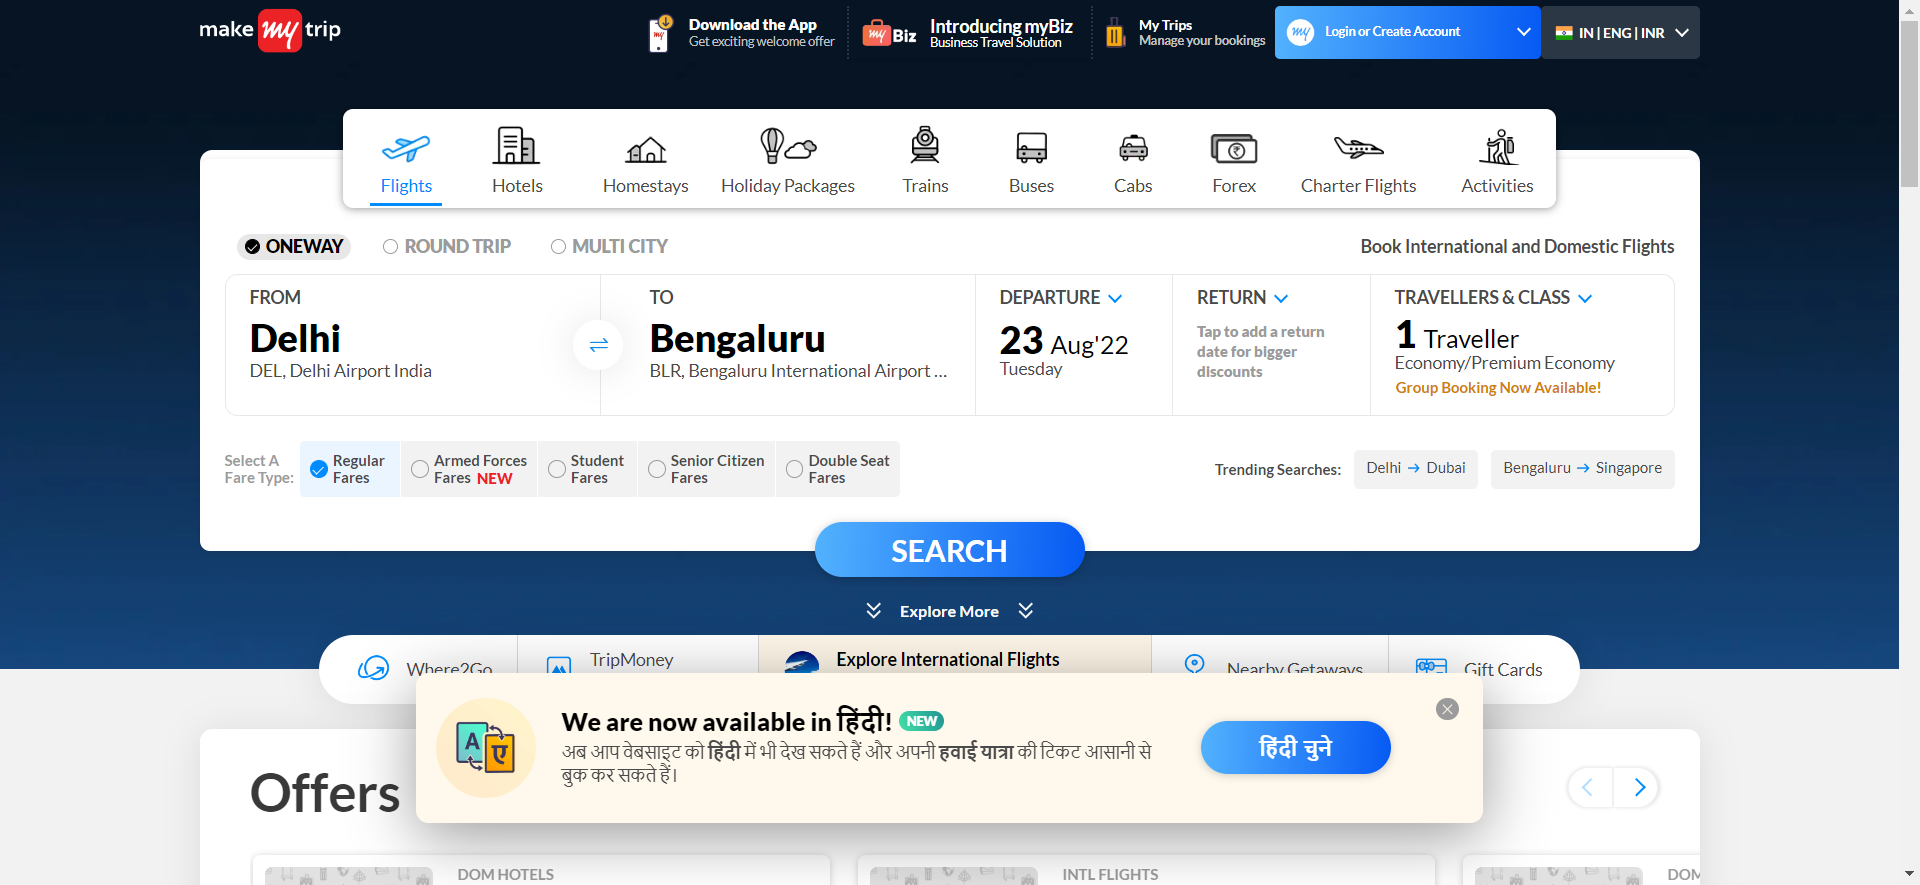 make my trip
Download the App
Get exciting welcome offer
my Biz
Introducing myBiz
Business Travel Solution
My Trips
Manage your bookings
my
Login or Create Account
IN | ENG | INR
Flights
Hotels
Homestays
Holiday Packages
Trains
Buses
Cabs
Forex
Charter Flights
Activities
ONEWAY
ROUND TRIP
MULTI CITY
Book International and Domestic Flights
FROM
Delhi
DEL, Delhi Airport India
TO
Bengaluru
BLR, Bengaluru International Airport ...
DEPARTURE
23 Aug'22
Tuesday
RETURN
Tap to add a return
date for bigger
discounts
TRAVELLERS & CLASS
1 Traveller
Economy/Premium Economy
Group Booking Now Available!
Select A
Fare Type:
Regular
Fares
Armed Forces
Fares NEW
Student
Fares
Senior Citizen
Fares
Double Seat
Fares
Trending Searches:
Delhi → Dubai
Bengaluru → Singapore
SEARCH
Explore More
Where2Go
TripMoney
Explore International Flights
Nearby Getaways
Gift Cards
A ए
We are now available in हिंदी! NEW
अब आप वेबसाइट को हिंदी में भी देख सकते हैं और अपनी हवाई यात्रा की टिकट आसानी से
बुक कर सकते हैं।
हिंदी चुने
Offers
DOM HOTELS
INTL FLIGHTS